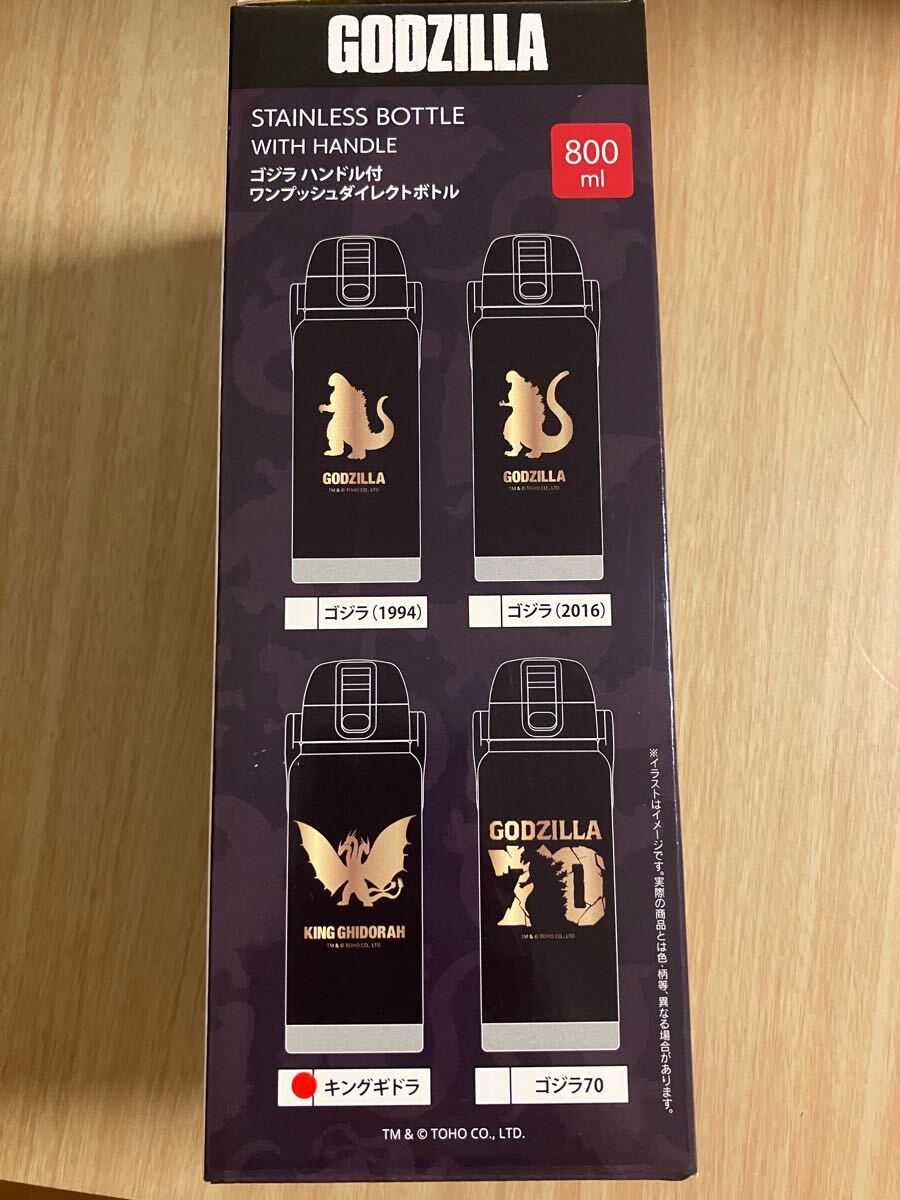 GODZILLA
STAINLESS BOTTLE
WITH HANDLE
ゴジラ ハンドル付
ワンプッシュダイレクトボトル
800
ml
GODZILLA
TM & © TOHO CO., LTD.
ゴジラ(1994)
GODZILLA
TM & © TOHO CO., LTD.
ゴジラ(2016)
KING GHIDORAH
TM & © TOHO CO., LTD.
キングギドラ
GODZILLA
70
TM & © TOHO CO., LTD.
ゴジラ70
※イラストはイメージです。実際の商品とは色・柄等、異なる場合があります。
TM & © TOHO CO., LTD.